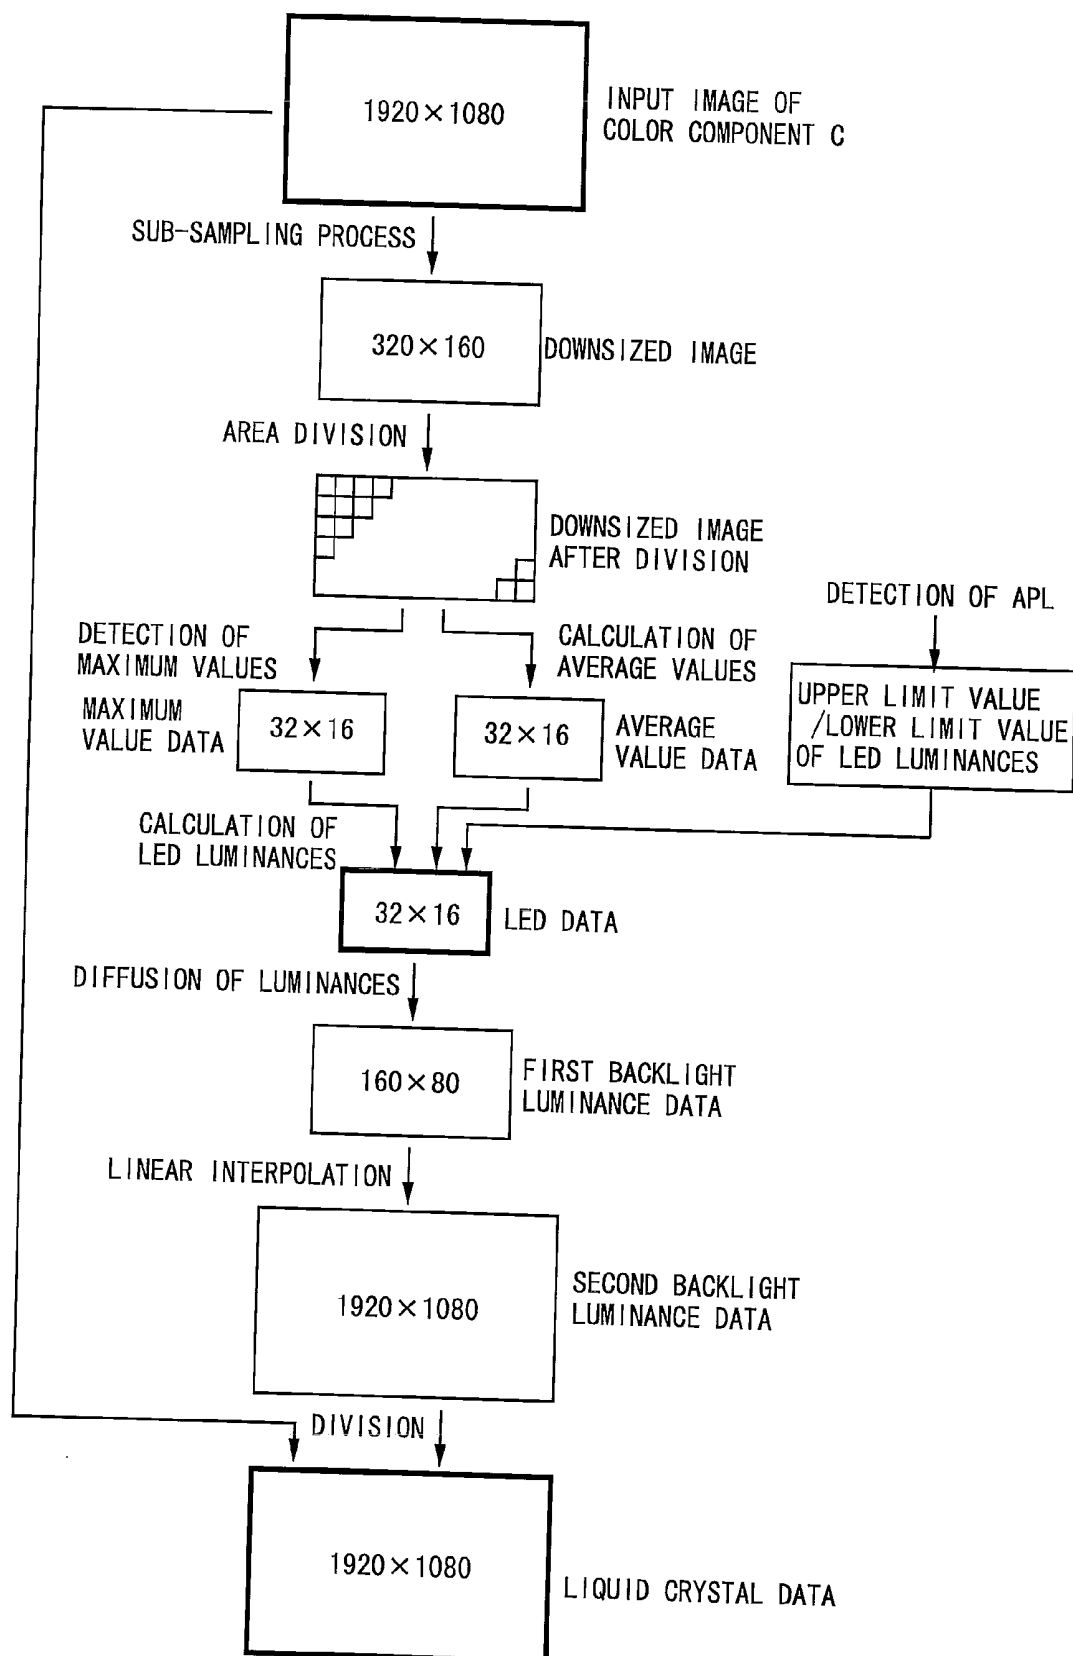 1920×1080
INPUT IMAGE OF
COLOR COMPONENT C
SUB-SAMPLING PROCESS
320×160
DOWNSIZED IMAGE
AREA DIVISION
DOWNSIZED IMAGE
AFTER DIVISION
DETECTION OF APL
DETECTION OF
MAXIMUM VALUES
CALCULATION OF
AVERAGE VALUES
UPPER LIMIT VALUE
/LOWER LIMIT VALUE
OF LED LUMINANCES
MAXIMUM
VALUE DATA
32×16
32×16
AVERAGE
VALUE DATA
CALCULATION OF
LED LUMINANCES
32×16
LED DATA
DIFFUSION OF LUMINANCES
160×80
FIRST BACKLIGHT
LUMINANCE DATA
LINEAR INTERPOLATION
1920×1080
SECOND BACKLIGHT
LUMINANCE DATA
DIVISION
1920×1080
LIQUID CRYSTAL DATA